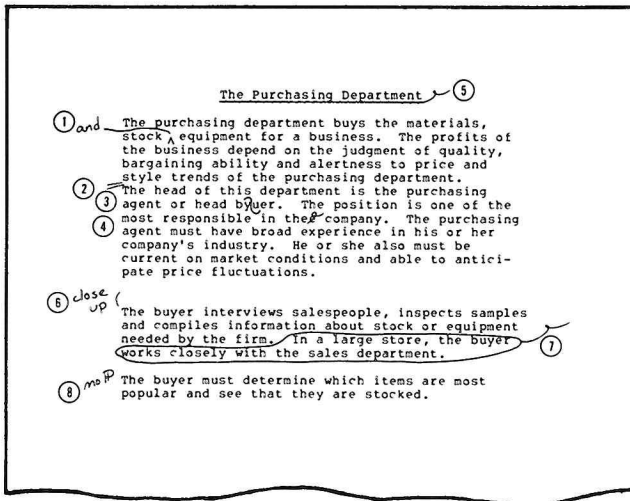 The Purchasing Department 5
1 and The purchasing department buys the materials,
stock ^ equipment for a business. The profits of
the business depend on the judgment of quality,
bargaining ability and alertness to price and
style trends of the purchasing department.
2 The head of this department is the purchasing
3 agent or head byuer. The position is one of the
4 most responsible in the company. The purchasing
agent must have broad experience in his or her
company's industry. He or she also must be
current on market conditions and able to antici-
pate price fluctuations.
6 close up
The buyer interviews salespeople, inspects samples
and compiles information about stock or equipment
needed by the firm. In a large store, the buyer
works closely with the sales department. 7
8 no ¶ The buyer must determine which items are most
popular and see that they are stocked.